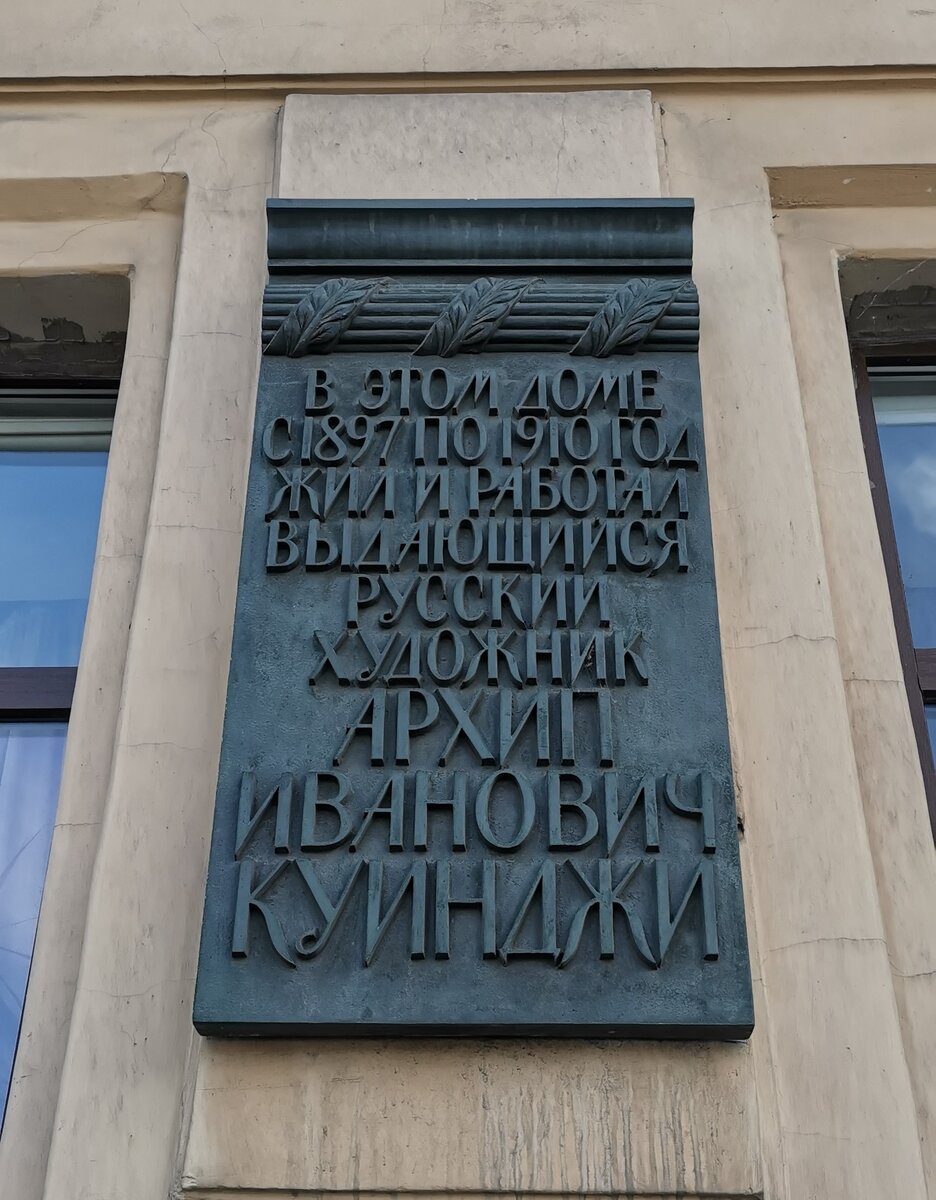 В ЭТОМ ДОМЕ
С 1897 ПО 1910 ГОД
ЖИЛ И РАБОТАЛ
ВЫДАЮЩИЙСЯ
РУССКИЙ
ХУДОЖНИК
АРХИП
ИВАНОВИЧ
КУИНДЖИ